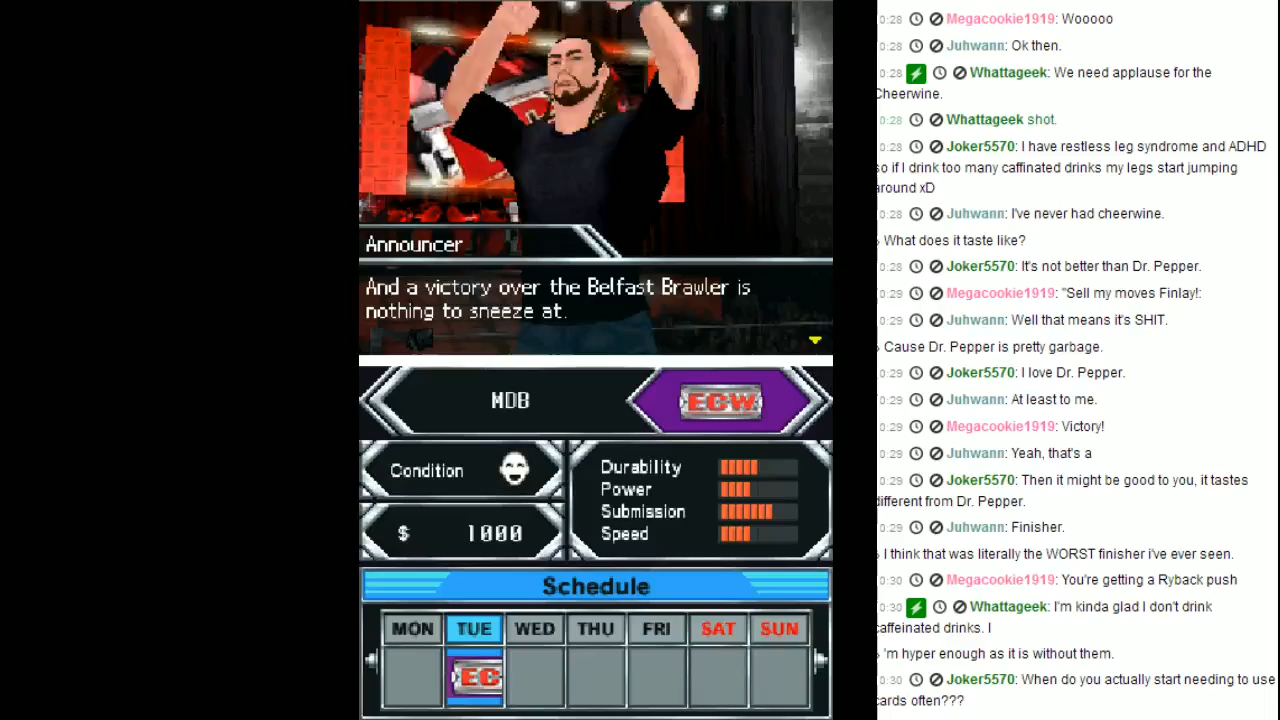 Announcer
And a victory over the Belfast Brawler is
nothing to sneeze at.
MDB
ECW
Condition
$ 1000
Durability
Power
Submission
Speed
Schedule
MON TUE WED THU FRI SAT SUN
EC
0:28 Megacookie1919: Wooooo
0:28 Juhwann: Ok then.
0:28 Whattageek: We need applause for the
Cheerwine.
0:28 Whattageek shot.
0:28 Joker5570: I have restless leg syndrome and ADHD
so if I drink too many caffinated drinks my legs start jumping
around xD
0:28 Juhwann: I've never had cheerwine.
What does it taste like?
0:28 Joker5570: It's not better than Dr. Pepper.
0:29 Megacookie1919: "Sell my moves Finlay!:
0:29 Juhwann: Well that means it's SHIT.
Cause Dr. Pepper is pretty garbage.
0:29 Joker5570: I love Dr. Pepper.
0:29 Juhwann: At least to me.
0:29 Megacookie1919: Victory!
0:29 Juhwann: Yeah, that's a
0:29 Joker5570: Then it might be good to you, it tastes
different from Dr. Pepper.
0:29 Juhwann: Finisher.
I think that was literally the WORST finisher i've ever seen.
0:30 Megacookie1919: You're getting a Ryback push
0:30 Whattageek: I'm kinda glad I don't drink
caffeinated drinks. I
'm hyper enough as it is without them.
0:30 Joker5570: When do you actually start needing to use
cards often???